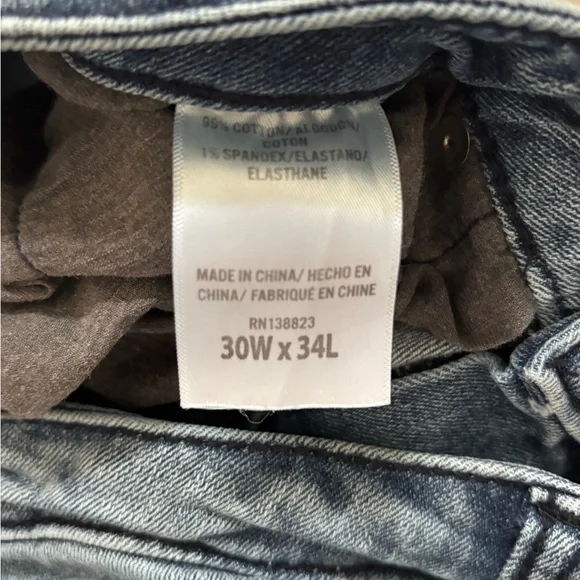 99% COTTON/ALGODÓN/
COTON
1% SPANDEX/ELASTANO/
ELASTHANE
MADE IN CHINA/ HECHO EN
CHINA/ FABRIQUÉ EN CHINE
RN138823
30W x 34L